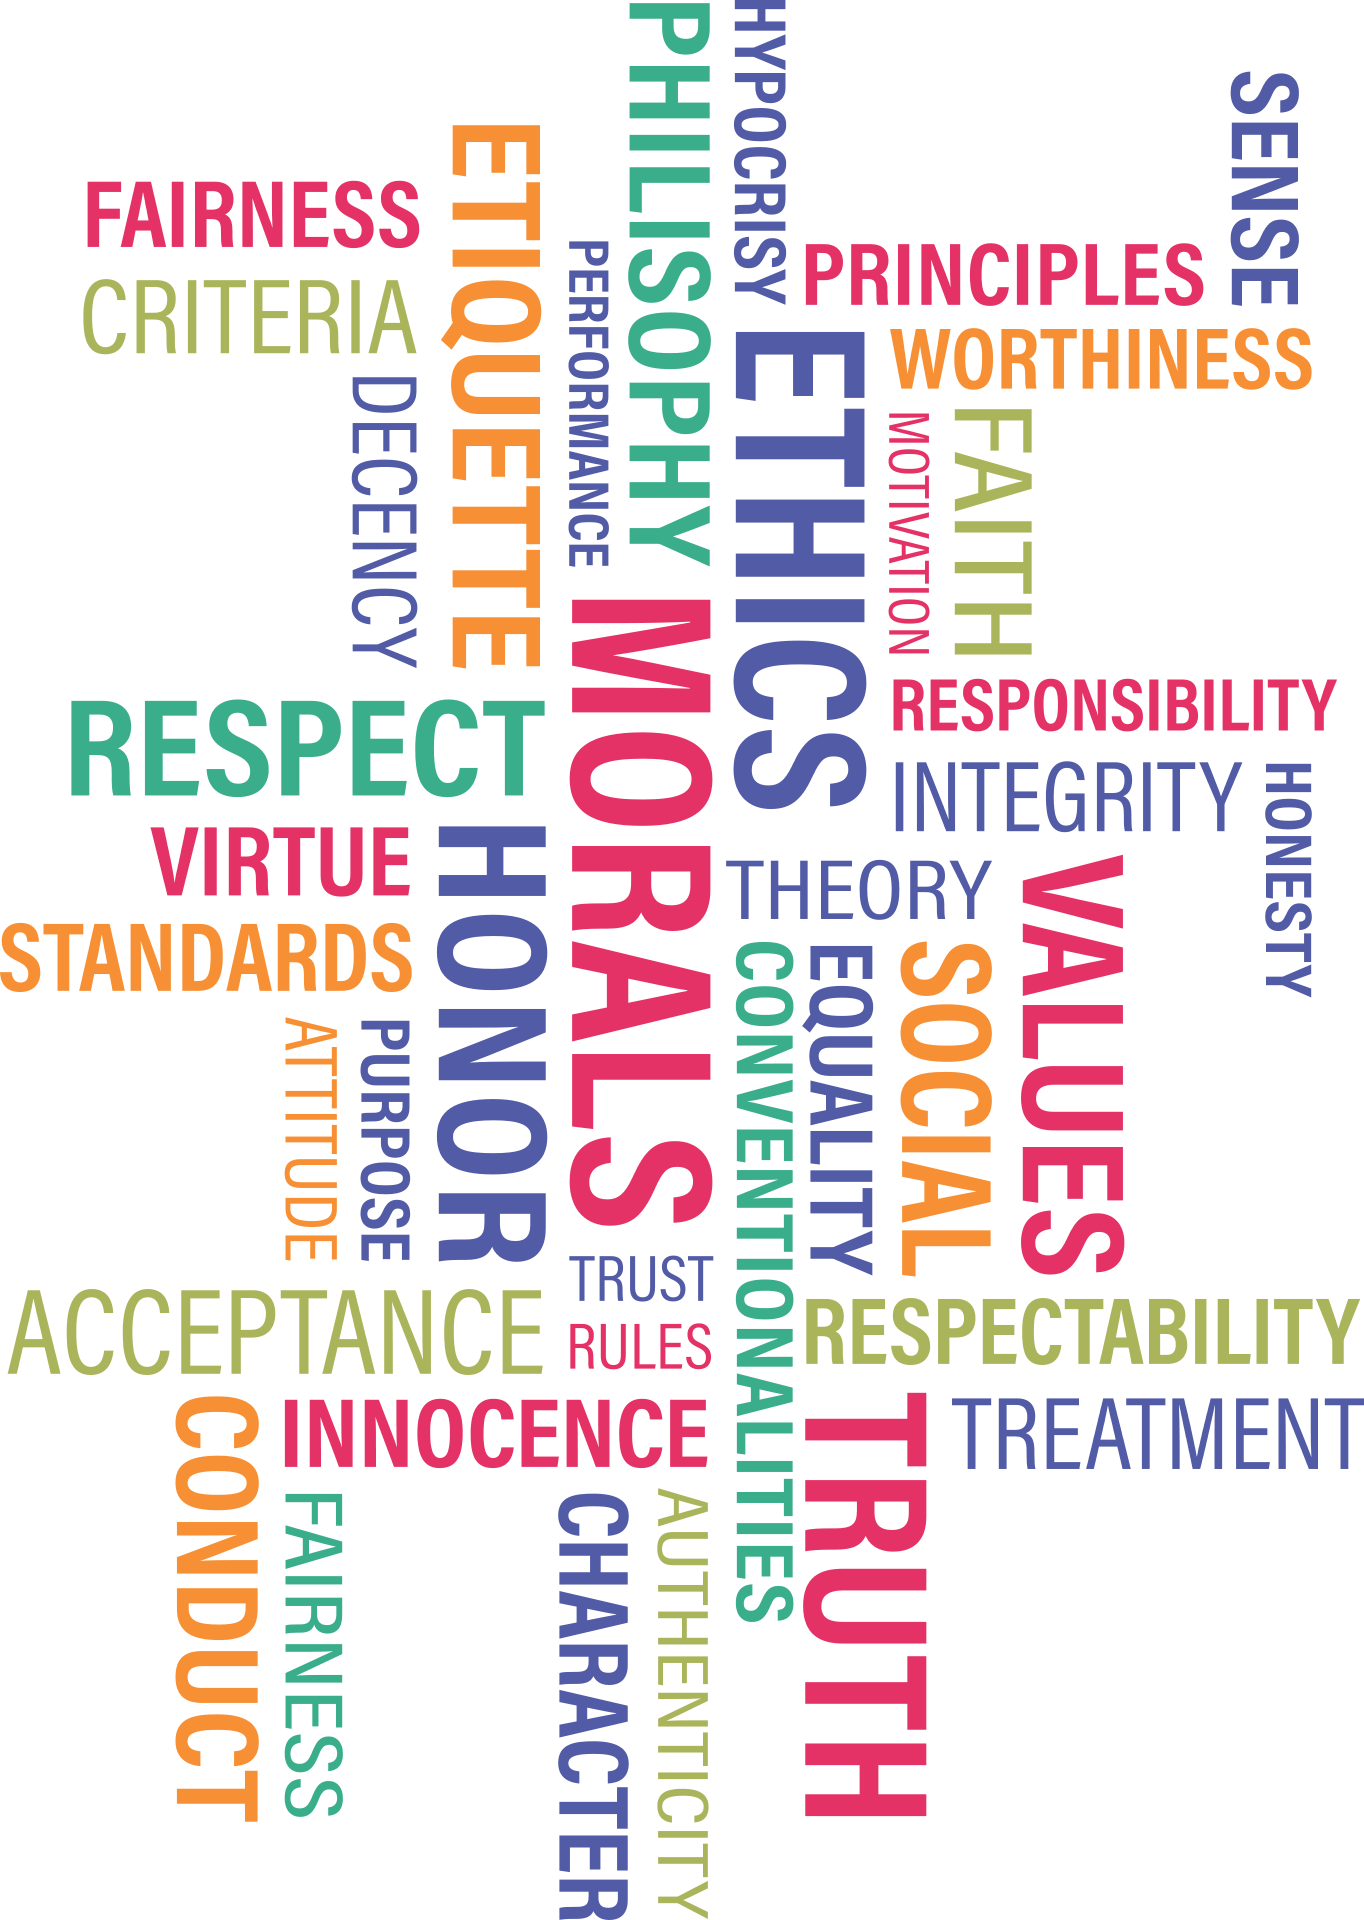 PHILISOPHY
HYPOCRISY
SENSE
ETIQUETTE
FAIRNESS
PERFORMANCE
PRINCIPLES
CRITERIA
ETHICS
WORTHINESS
DECENCY
MOTIVATION
FAITH
MORALS
RESPONSIBILITY
RESPECT
INTEGRITY
HONESTY
VIRTUE
HONOR
THEORY
VALUES
STANDARDS
CONVENTIONALITIES
EQUALITY
SOCIAL
ATTITUDE
PURPOSE
TRUST
ACCEPTANCE
RULES
RESPECTABILITY
CONDUCT
INNOCENCE
TRUTH
TREATMENT
FAIRNESS
CHARACTER
AUTHENTICITY